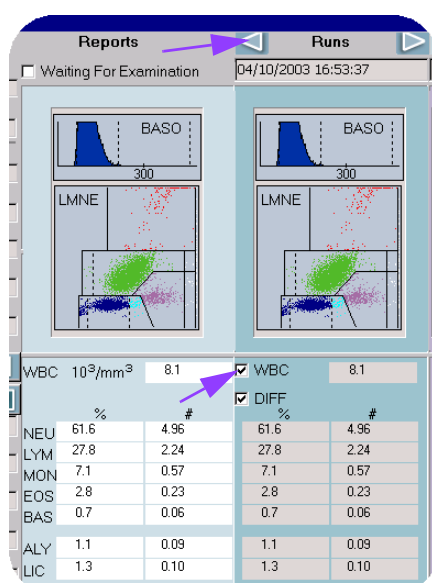 Reports Runs
Waiting For Examination 04/10/2003 16:53:37
BASO BASO
300 300
LMNE LMNE
WBC 10³/mm³ 8.1 WBC 8.1
DIFF
% # % #
NEU 61.6 4.96 61.6 4.96
LYM 27.8 2.24 27.8 2.24
MON 7.1 0.57 7.1 0.57
EOS 2.8 0.23 2.8 0.23
BAS 0.7 0.06 0.7 0.06
ALY 1.1 0.09 1.1 0.09
LIC 1.3 0.10 1.3 0.10